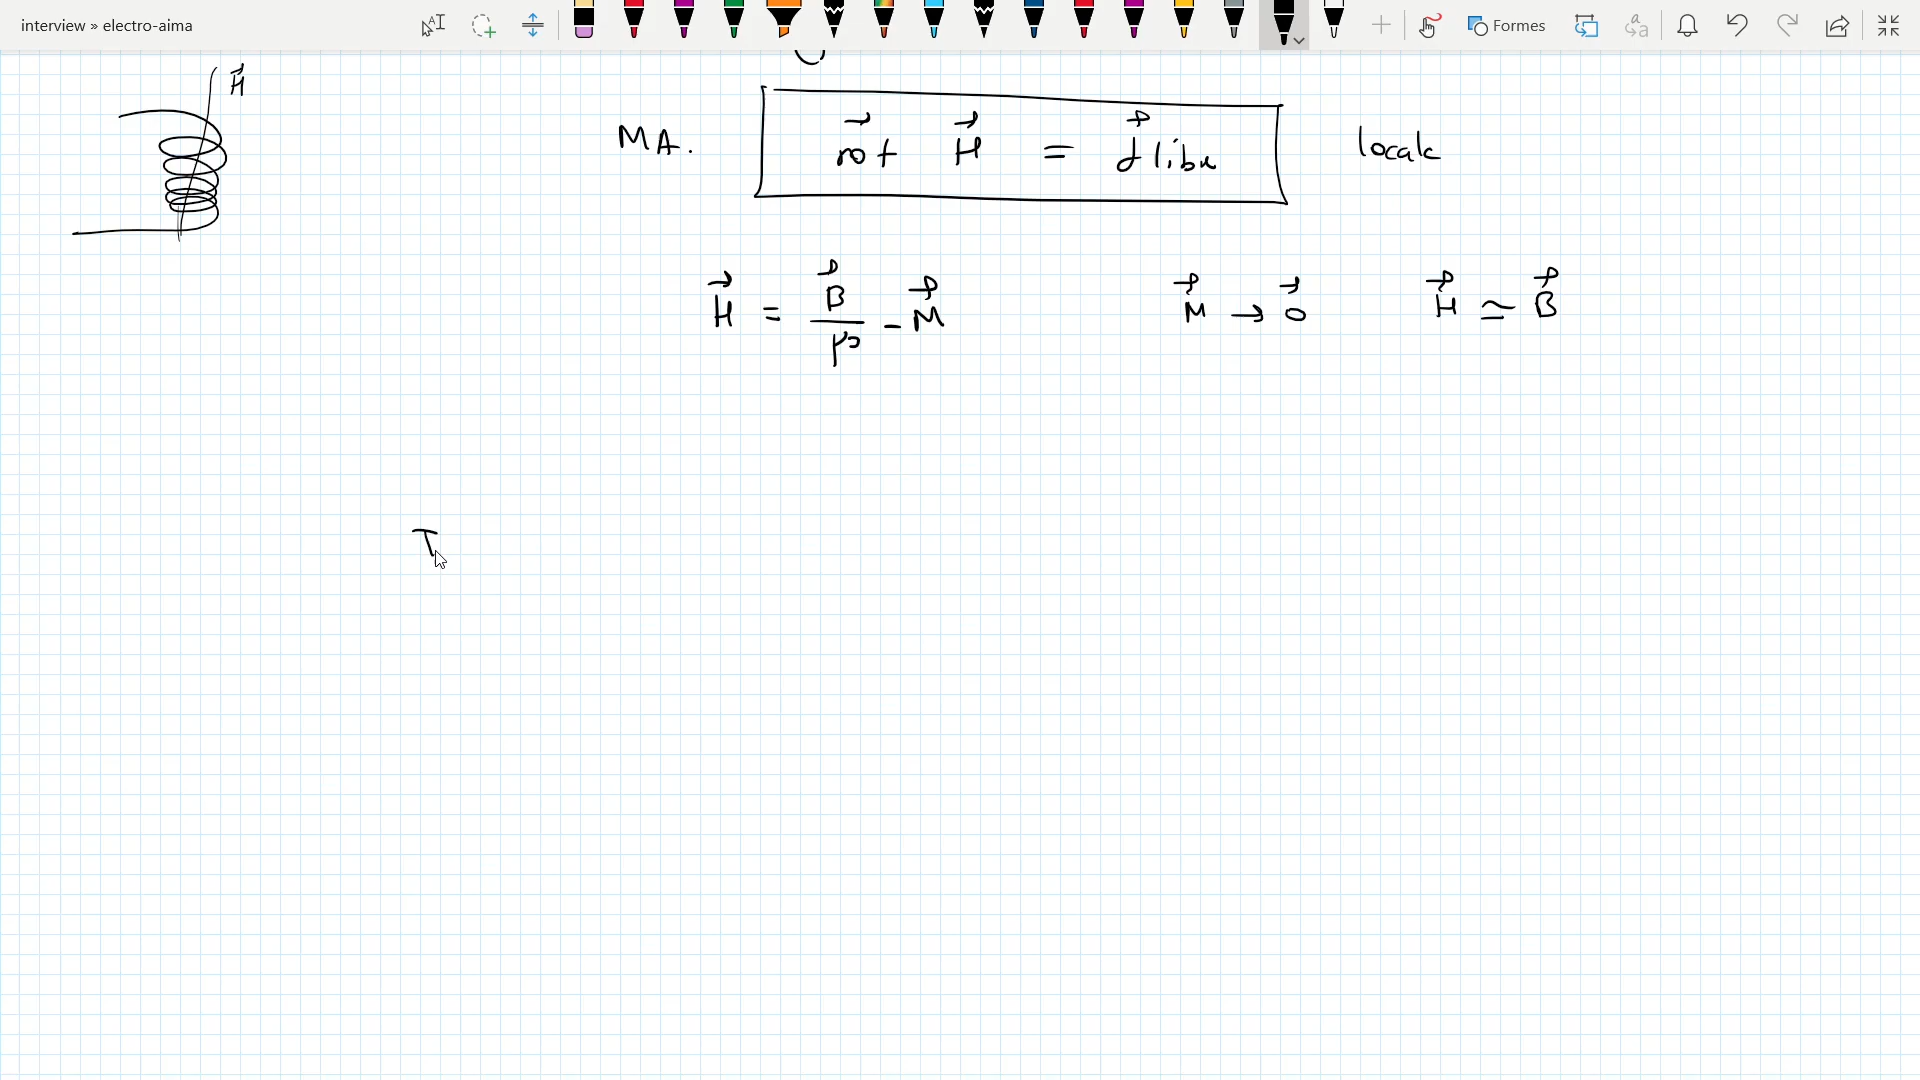 interview » electro-aima
Formes
H⃗
MA. rot⃗ H⃗ = J⃗ libre locale
H⃗ = B⃗/μ0 - M⃗ M⃗ → 0⃗ H⃗ ≃ B⃗
T